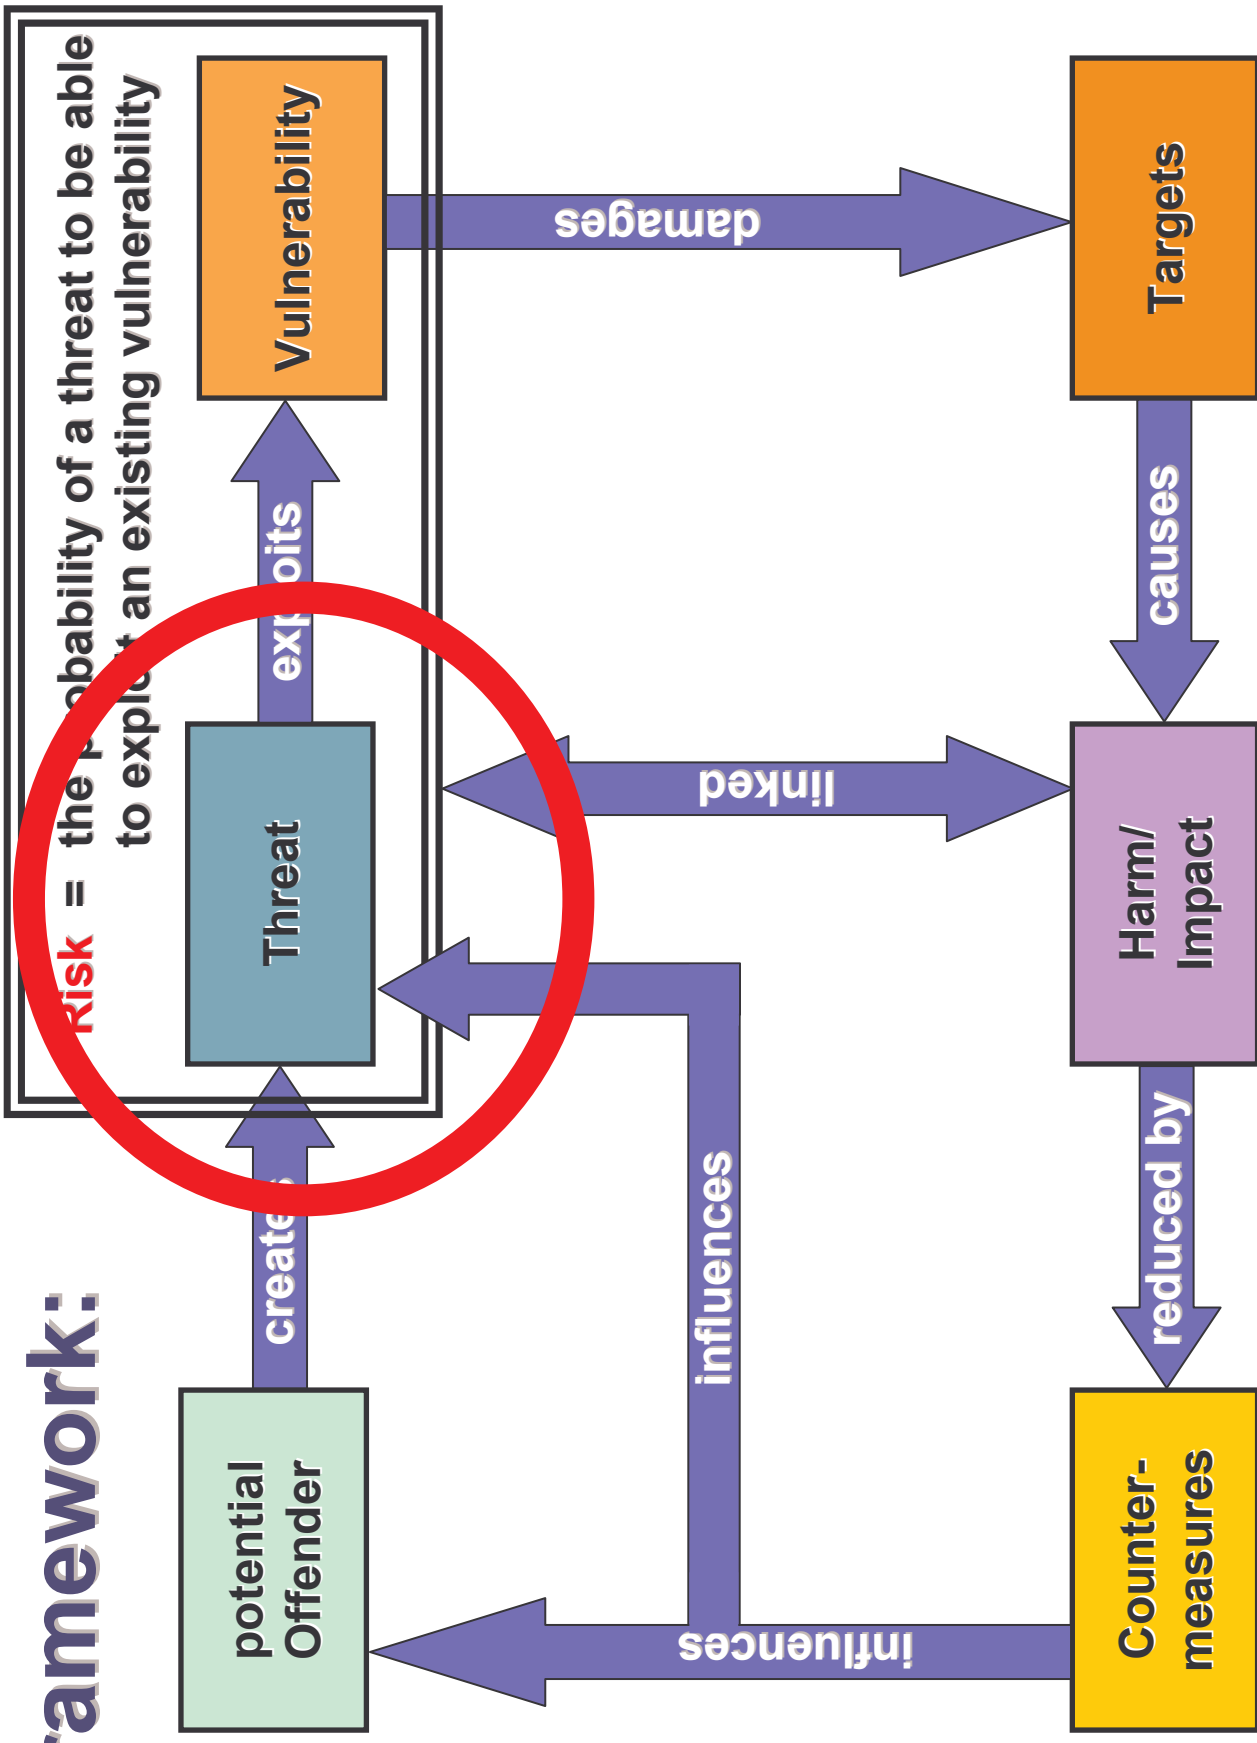 ramework:
Risk = the probability of a threat to be able
to exploit an existing vulnerability
potential
Offender
creates
Threat
exploits
Vulnerability
influences
influences
linked
damages
Counter-
measures
reduced by
Harm/
Impact
causes
Targets